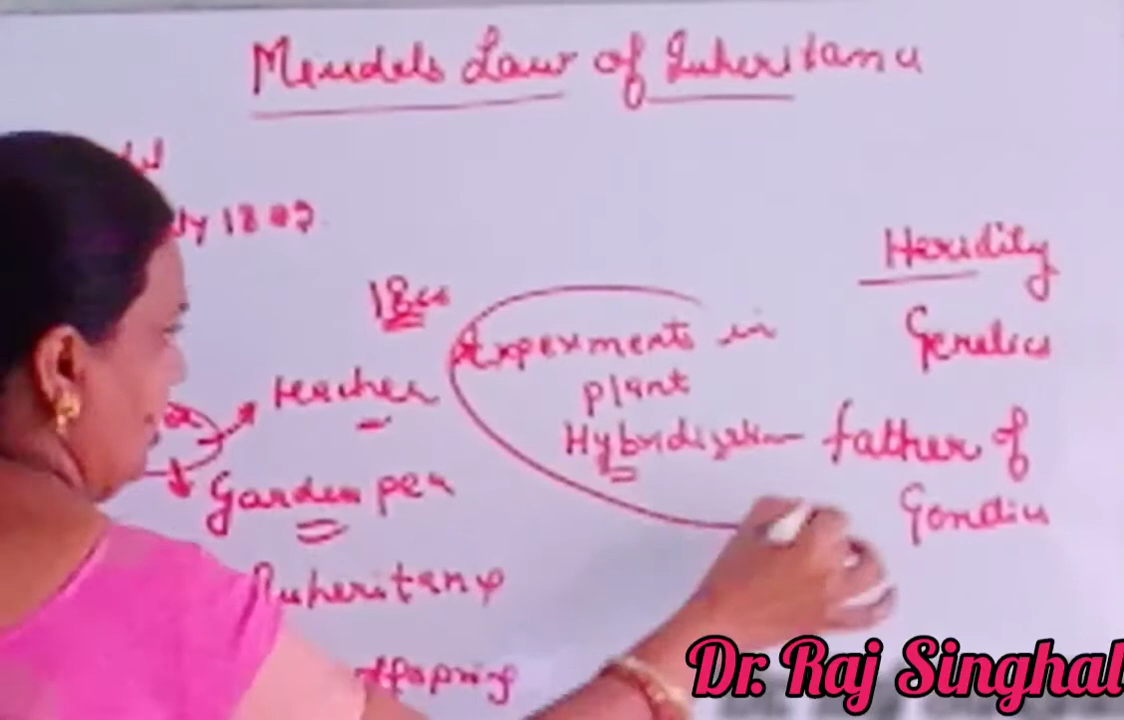 Mendels Law of Inheritance
1822
18
Heridity
Genetics
Experiments in
plant
Hybridization
father of
Genetics
teacher
Garden pea
Inheritance
offspring
Dr. Raj Singhal